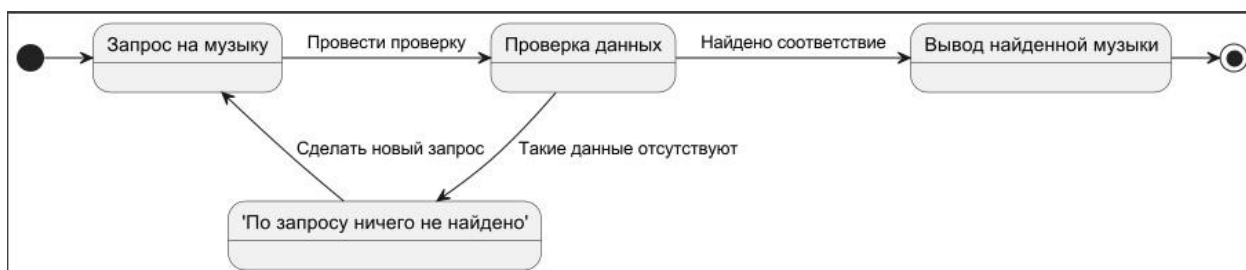 Запрос на музыку
Провести проверку
Проверка данных
Найдено соответствие
Вывод найденной музыки
Сделать новый запрос
Такие данные отсутствуют
'По запросу ничего не найдено'